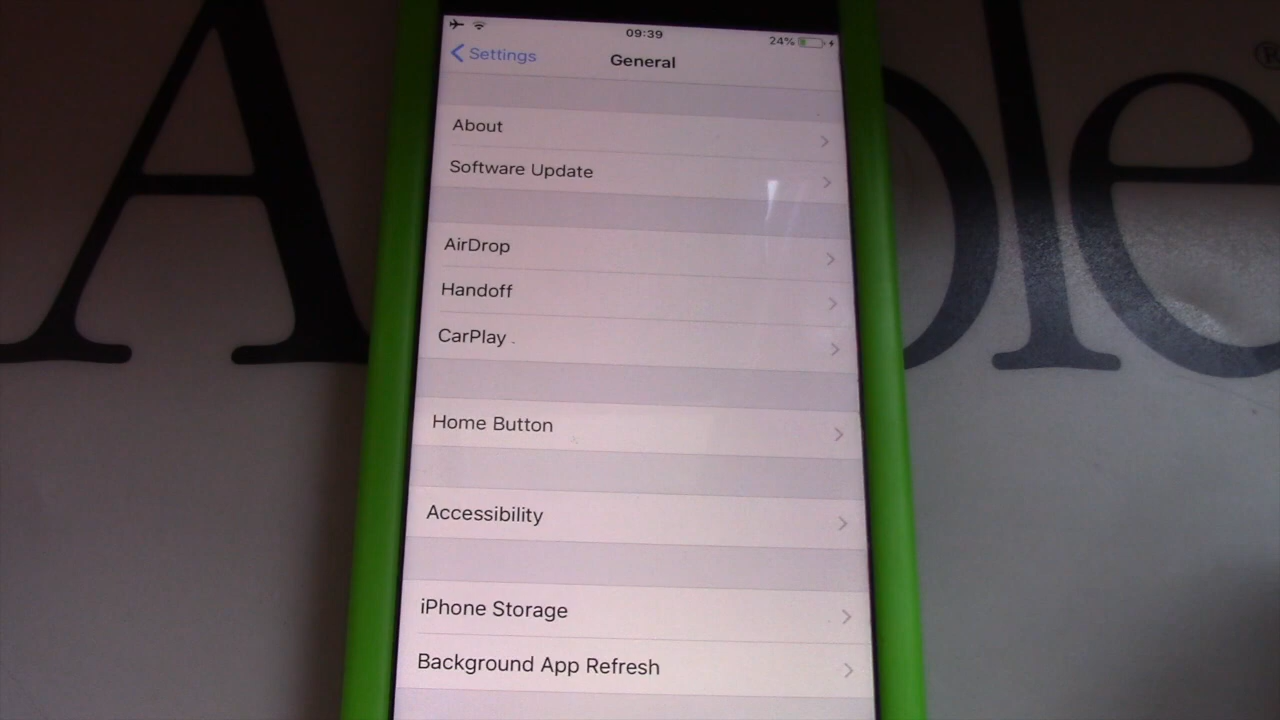 09:39
24%
Settings
General
About
Software Update
AirDrop
Handoff
CarPlay
Home Button
Accessibility
iPhone Storage
Background App Refresh
A ple ®